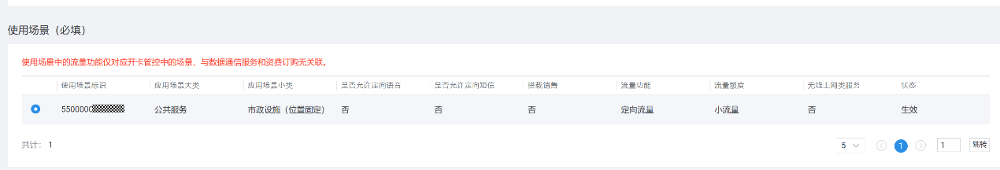 使用场景（必填）
使用场景中的流量功能仅对应开卡管控中的场景，与数据通信服务和资费订购无关联。
使用场景标识 应用场景大类 应用场景小类 是否允许定向语音 是否允许定向短信 搭载销售 流量功能 流量额度 无线上网类服务 状态
550000 公共服务 市政设施（位置固定） 否 否 否 定向流量 小流量 否 生效
共计： 1 5 1 1 跳转